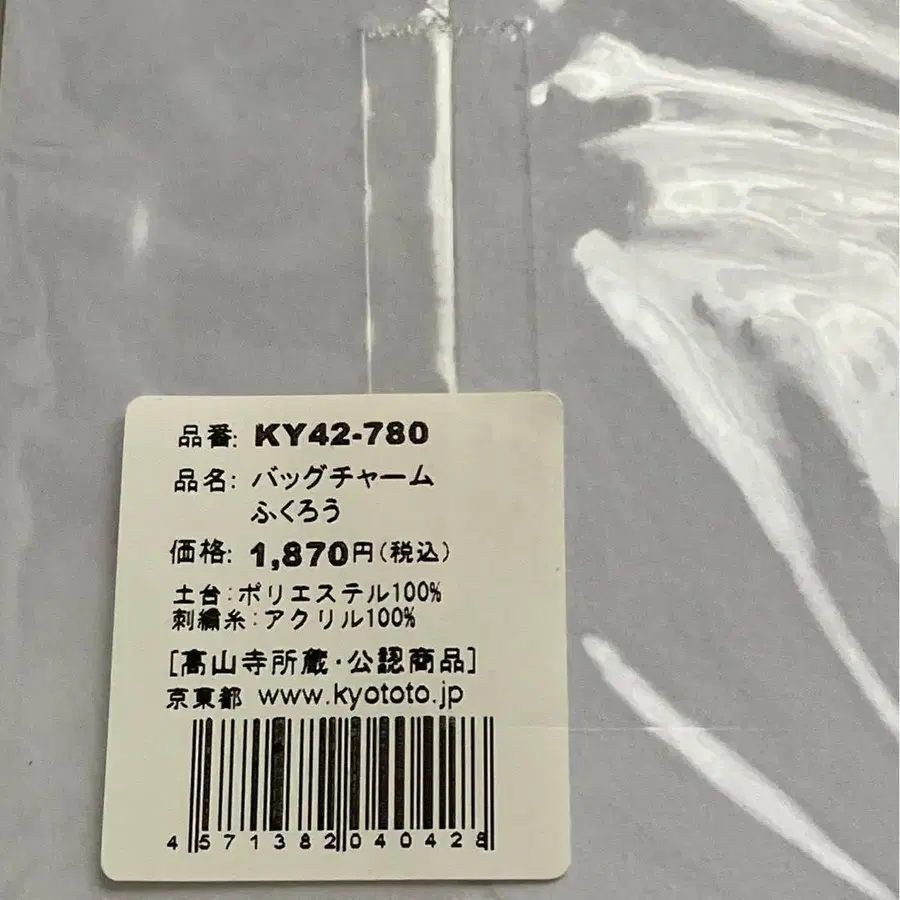 品番: KY42-780
品名: バッグチャーム
ふくろう
価格: 1,870円(税込)
土台:ポリエステル100%
刺繡糸:アクリル100%
[高山寺所蔵・公認商品]
京東都 www.kyototo.jp
4571382040428